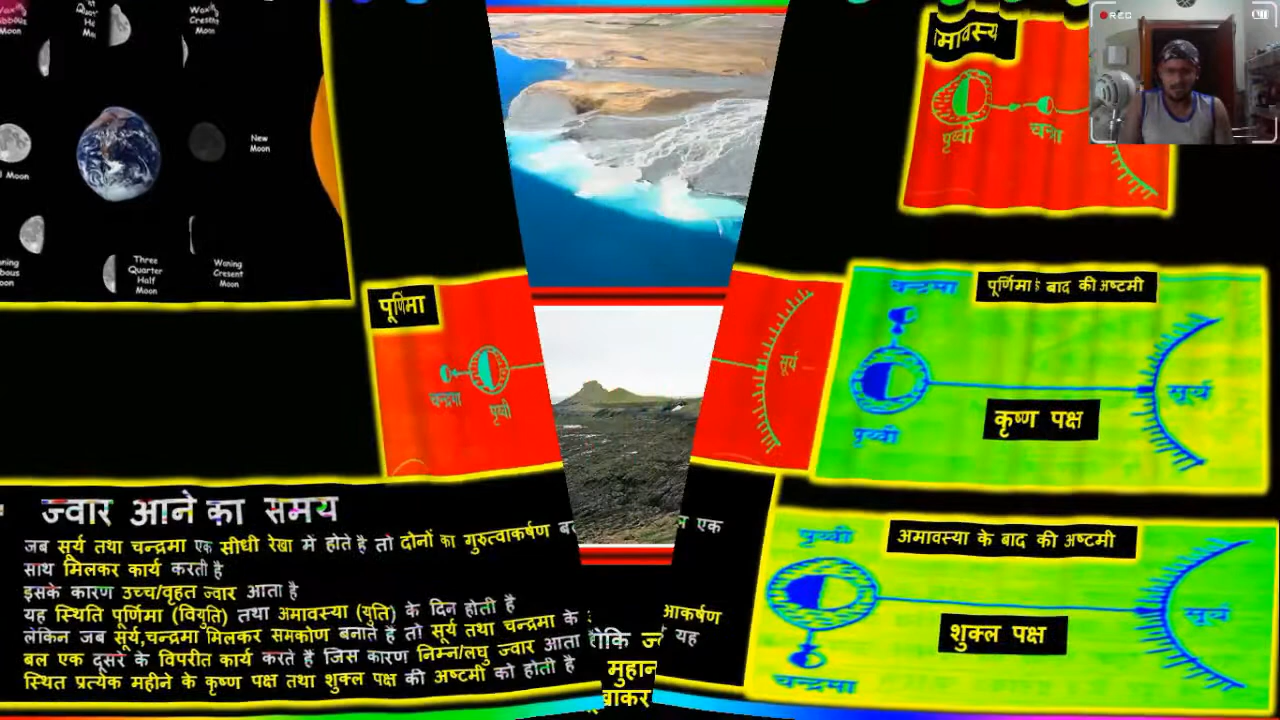 Cresent
Moon
New
Moon
Moon
Three
Quarter
Half
Moon
Waning
Cresent
Moon
पूर्णिमा
चन्द्रमा
पृथ्वी
सूर्य
REC
पृथ्वी
चन्द्रमा
पूर्णिमा के बाद की अष्टमी
चन्द्रमा
पृथ्वी
सूर्य
कृष्ण पक्ष
अमावस्या के बाद की अष्टमी
पृथ्वी
सूर्य
शुक्ल पक्ष
चन्द्रमा
ज्वार आने का समय
जब सूर्य तथा चन्द्रमा एक सीधी रेखा में होते है तो दोनों का गुरुत्वाकर्षण एक
साथ मिलकर कार्य करती है
इसके कारण उच्च/वृहत ज्वार आता है
यह स्थिति पूर्णिमा (वियुति) तथा अमावस्या (युति) के दिन होती है
लेकिन जब सूर्य,चन्द्रमा मिलकर समकोण बनाते है तो सूर्य तथा चन्द्रमा के आकर्षण
बल एक दूसरे के विपरीत कार्य करते हैं जिस कारण निम्न/लघु ज्वार आता यह
स्थित प्रत्येक महीने के कृष्ण पक्ष तथा शुक्ल पक्ष की अष्टमी को होती है